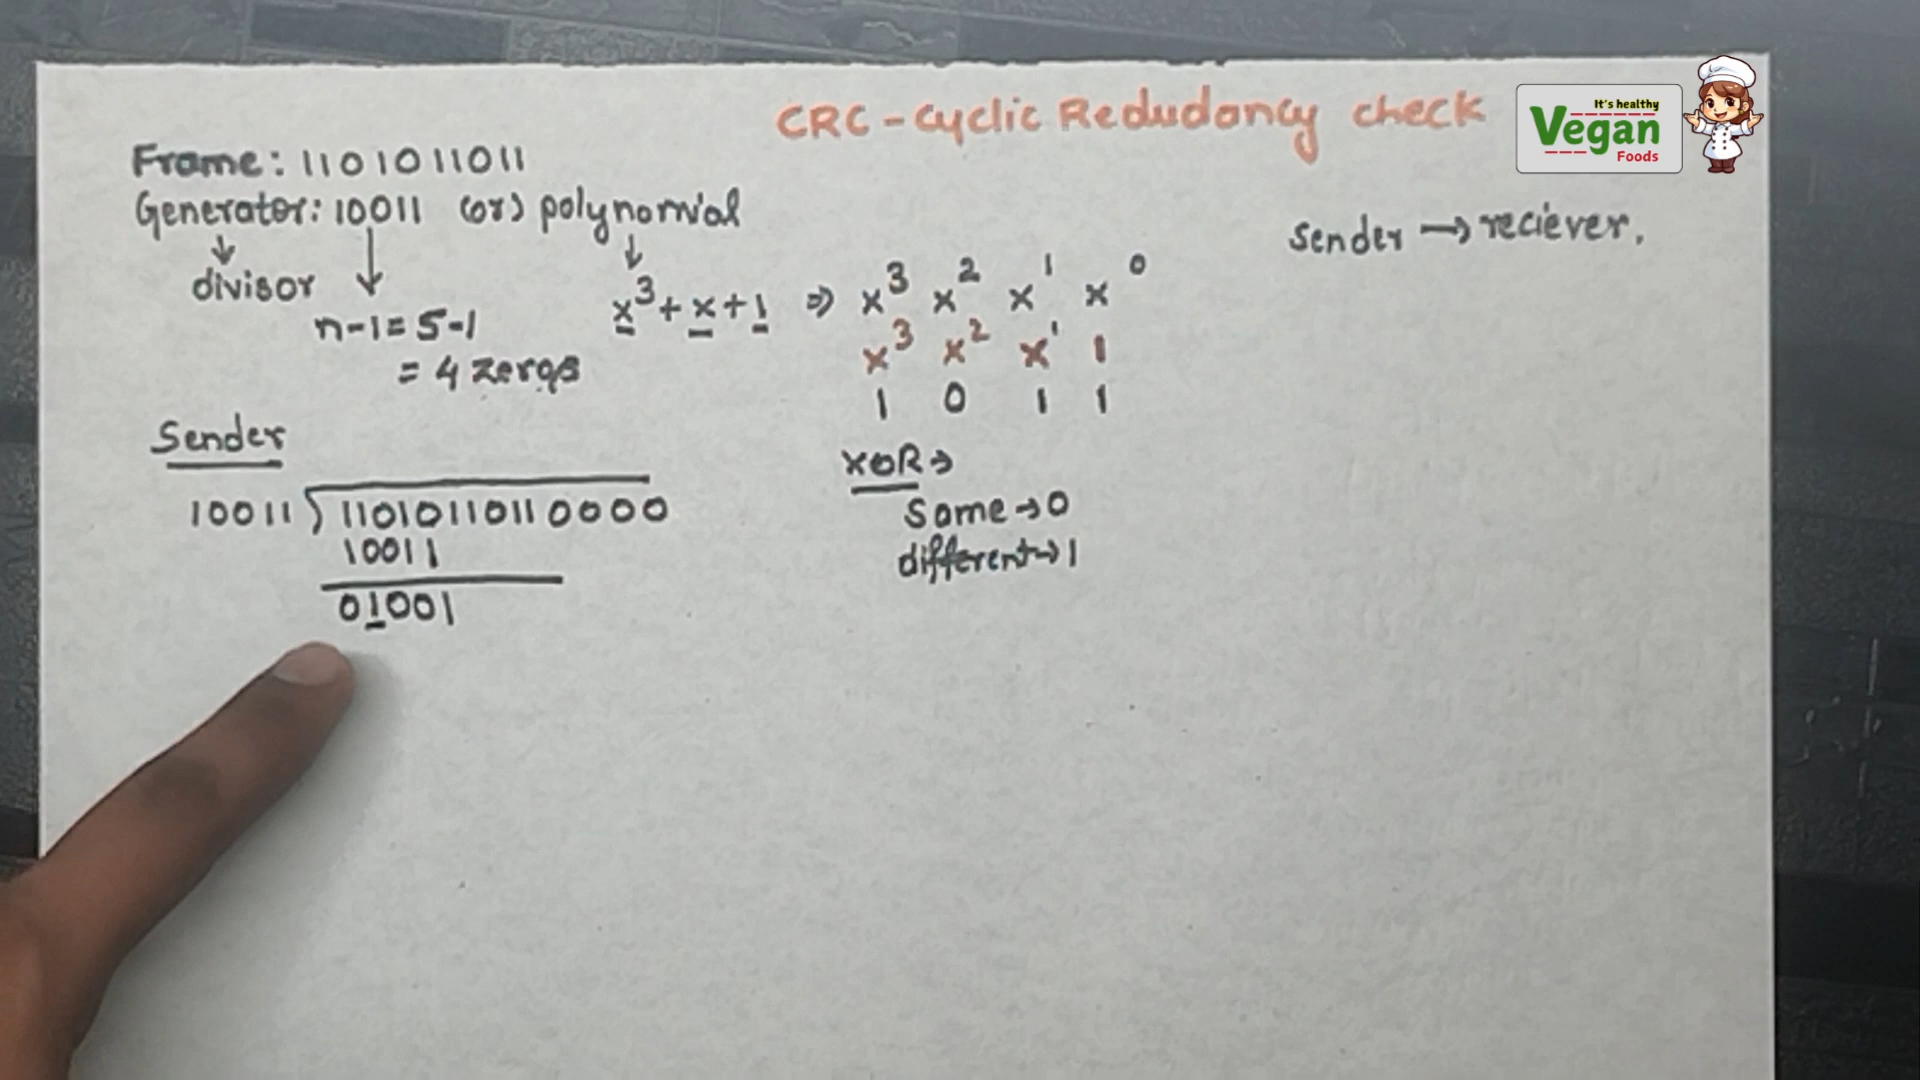 CRC - Cyclic Redudancy check
It's healthy
Vegan
Foods
Frame: 1101011011
Generator: 10011 (or) polynomial
Sender → reciever.
divisor
n-1 = 5-1
= 4 zeros
x³ + x + 1 ⇒ x³ x² x¹ x⁰
x³ x² x¹ 1
1 0 1 1
Sender
XOR →
Same → 0
different → 1
10011 ) 11010110110000
10011
01001